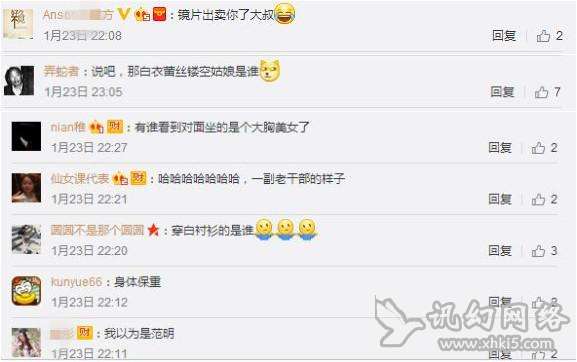 Ans 方：镜片出卖你了大叔
1月23日 22:08 回复 2
弄蛇者：说吧，那白衣蕾丝镂空姑娘是谁
1月23日 23:05 回复 7
nian稚 财：有谁看到对面坐的是个大胸美女了
1月23日 22:27 回复 2
仙女课代表 财：哈哈哈哈哈哈哈，一副老干部的样子
1月23日 22:21 回复 2
圆圆不是那个圆圆：穿白衬衫的是谁
1月23日 22:20 回复 3
kunyue66：身体保重
1月23日 22:12 回复 2
财：我以为是范明
1月23日 22:11 回复 2
讯幻网络
www.xhkj5.com